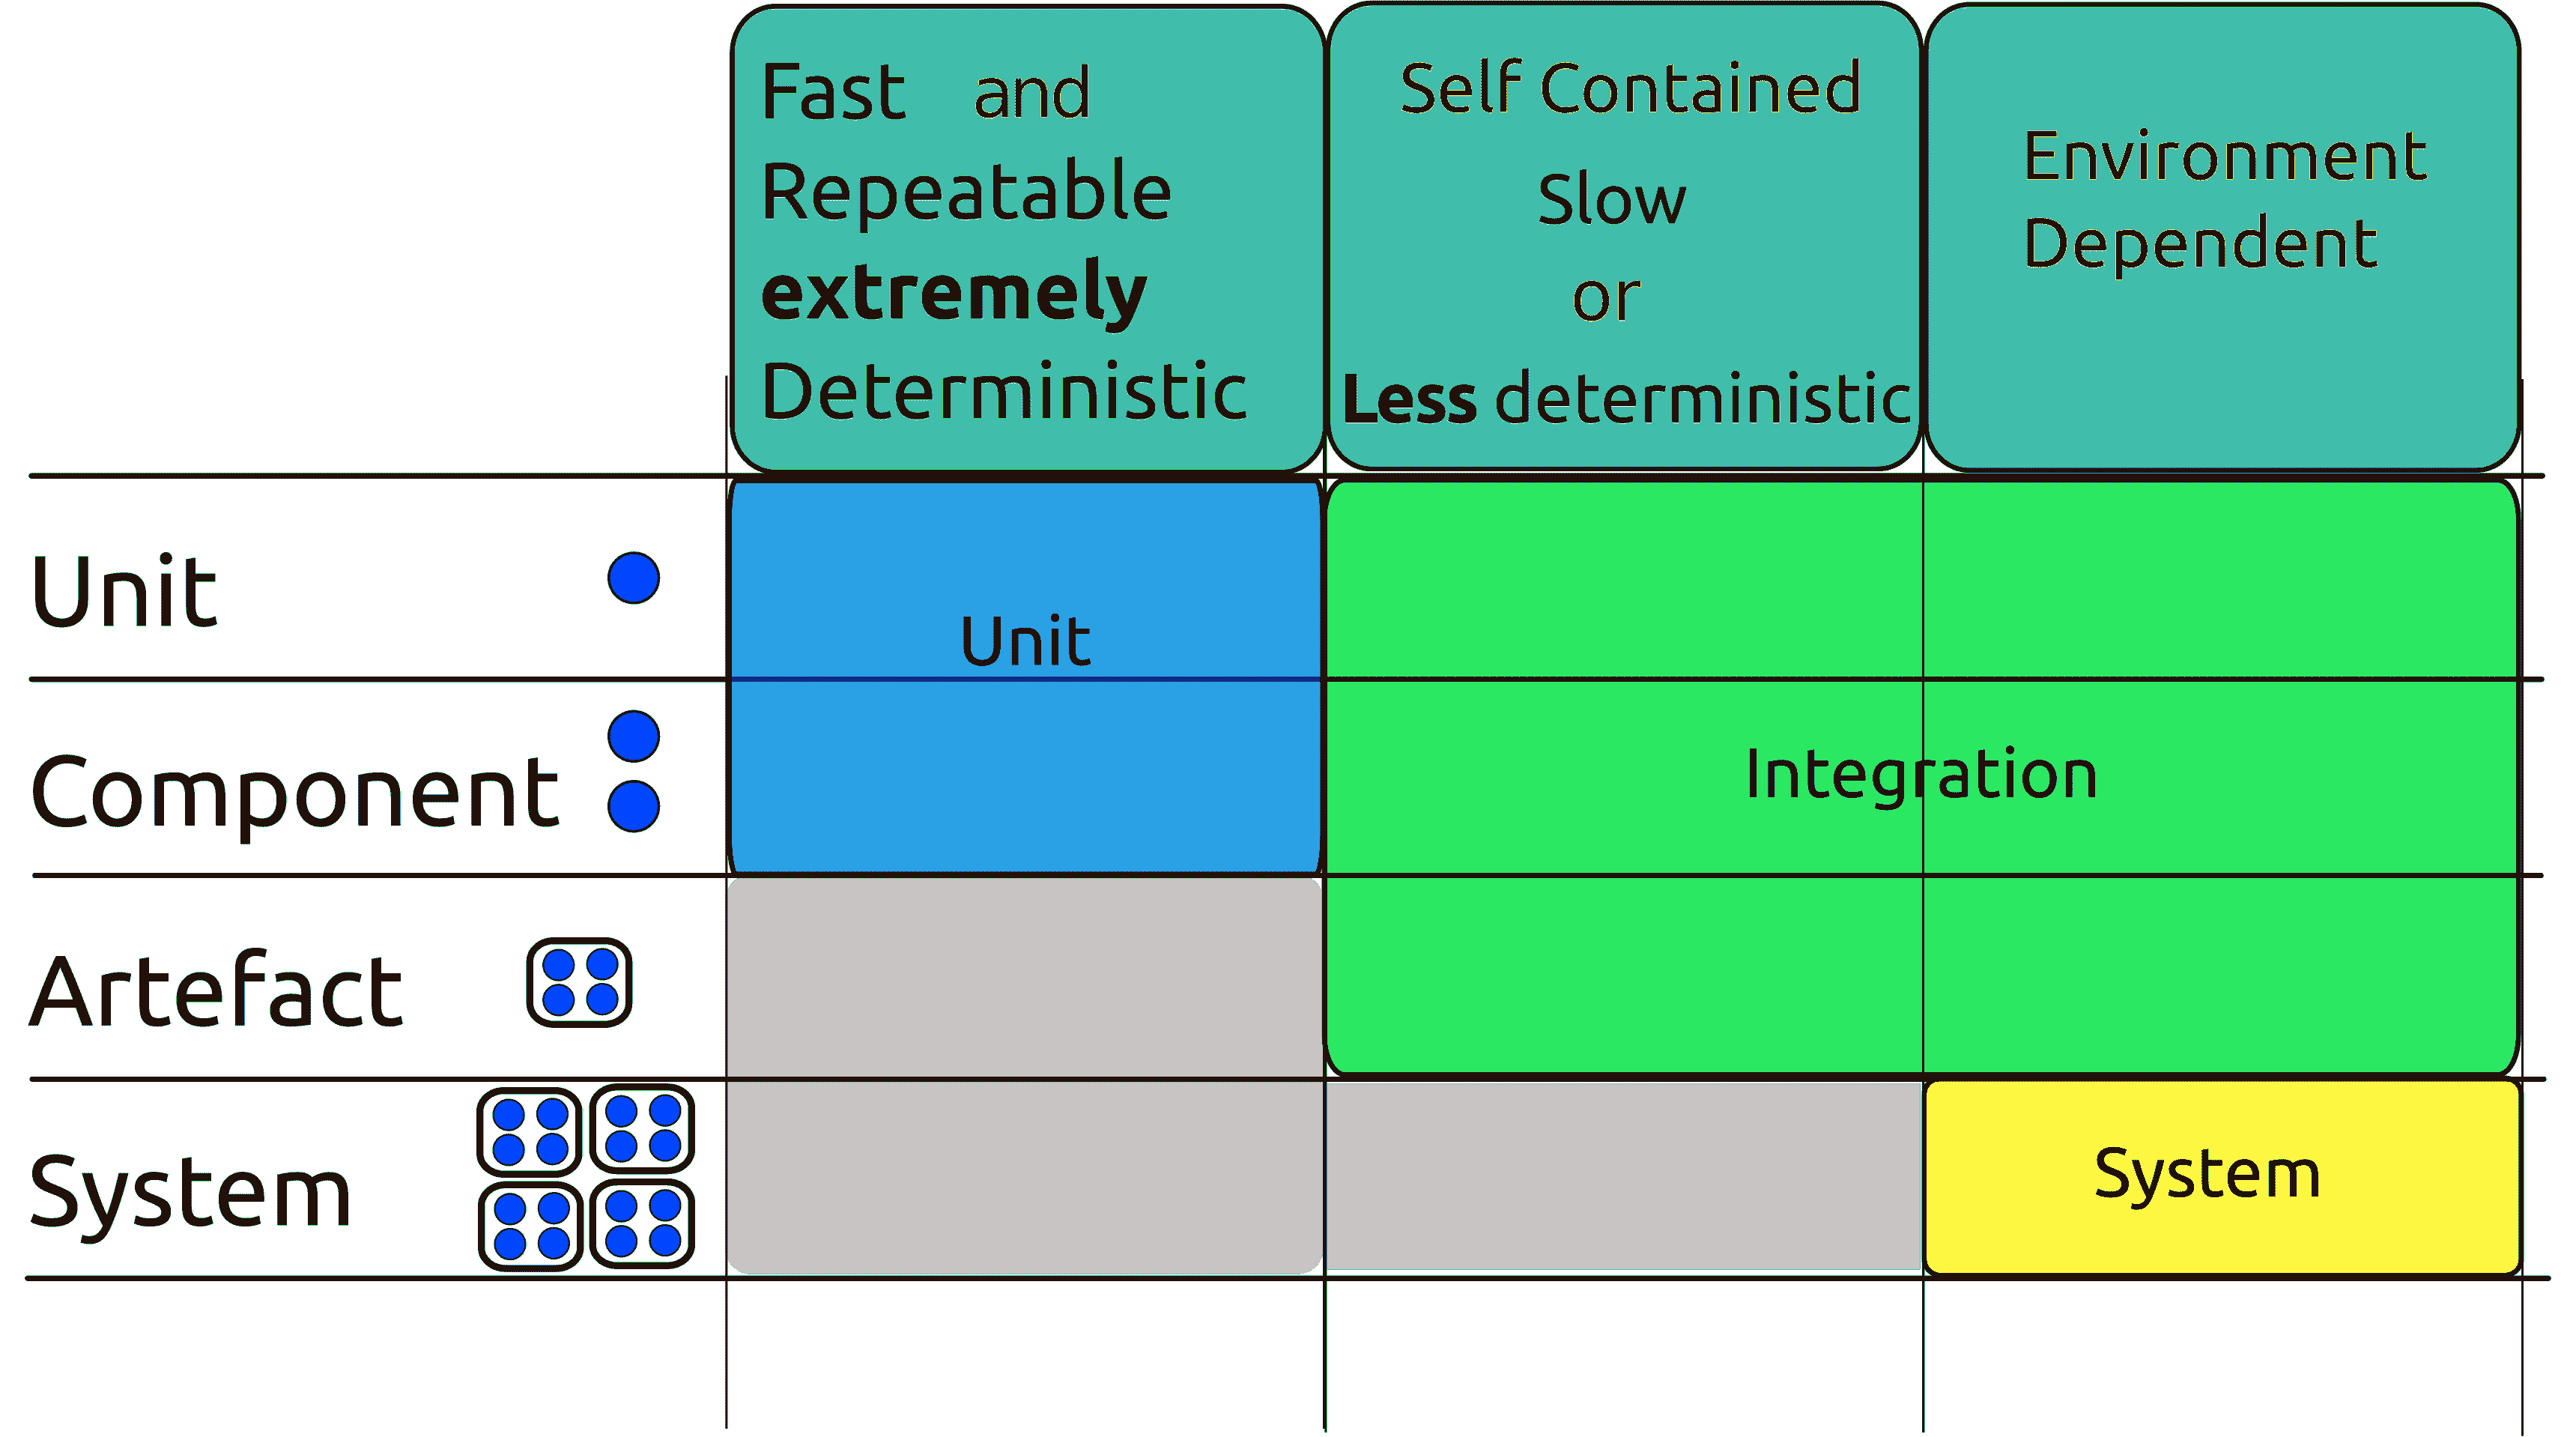 Fast and
Repeatable
extremely
Deterministic
Self Contained
Slow
or
Less deterministic
Environment
Dependent
Unit
Unit
Component
Integration
Artefact
System
System